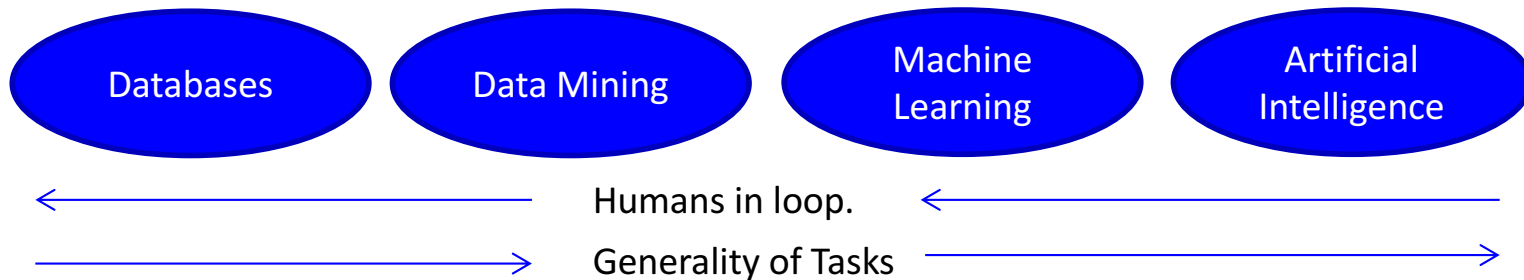 Databases
Data Mining
Machine
Learning
Artificial
Intelligence
Humans in loop.
Generality of Tasks